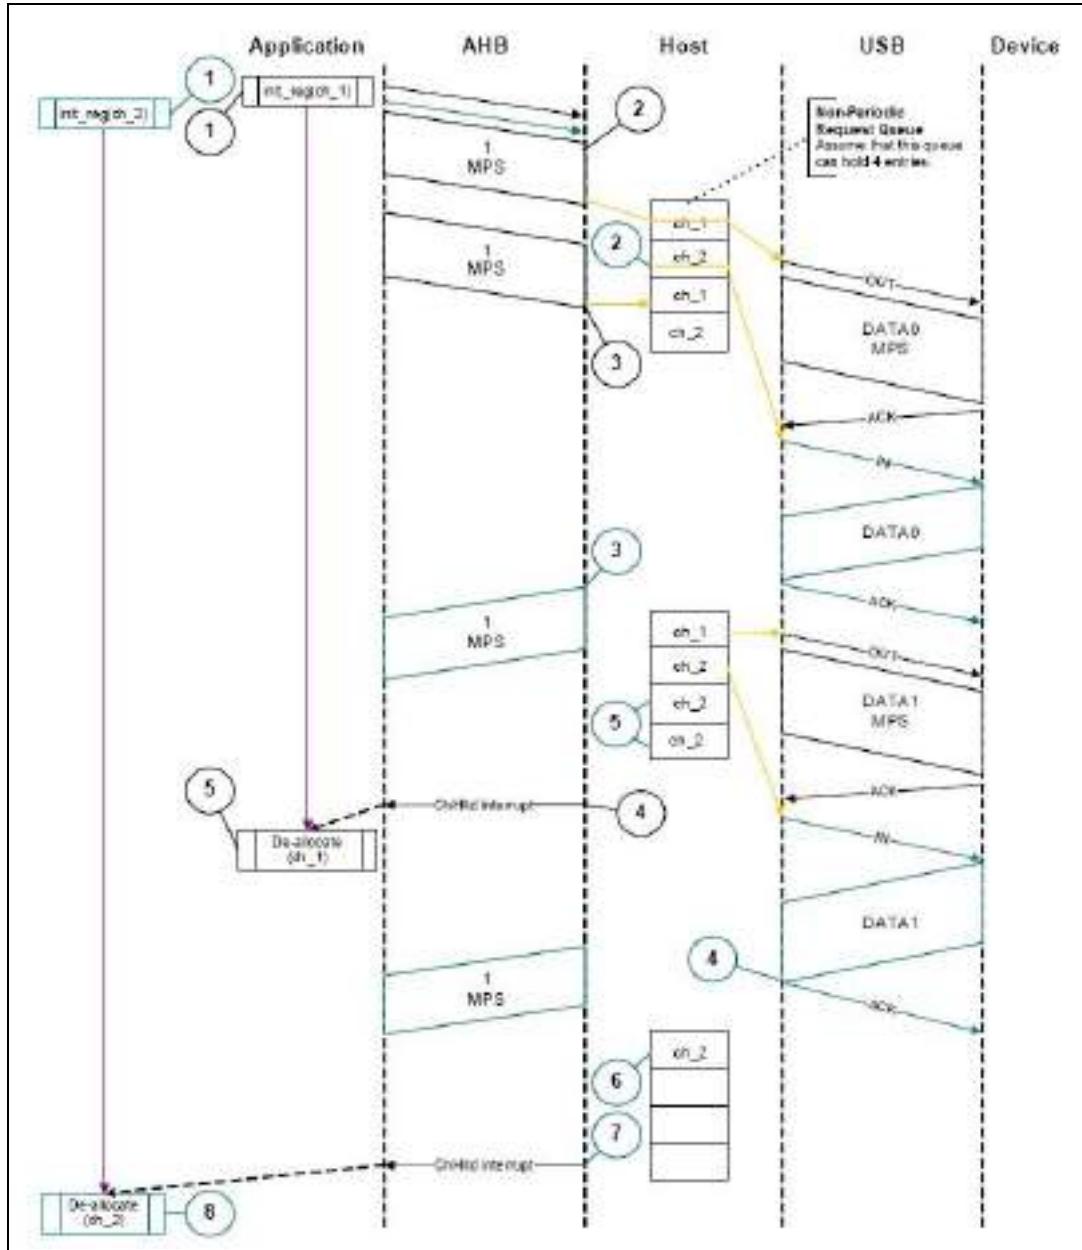 Application AHB Host USB Device
1
init_reg(ch_1)
init_reg(ch_2)
1
2
Non-Periodic
Request Queue
Assume that this queue
can hold 4 entries.
1
MPS
ch_1
2
ch_2
1
MPS
OUT
ch_1
ch_2
DATA0
MPS
3
ACK
IN
3
DATA0
ACK
ch_1
1
MPS
OUT
ch_2
ch_2
DATA1
MPS
5
ch_2
5
ACK
ChHltd interrupt
4
De-allocate
(ch_1)
IN
DATA1
4
1
MPS
ACK
ch_2
6
7
ChHltd interrupt
De-allocate
(ch_2)
8